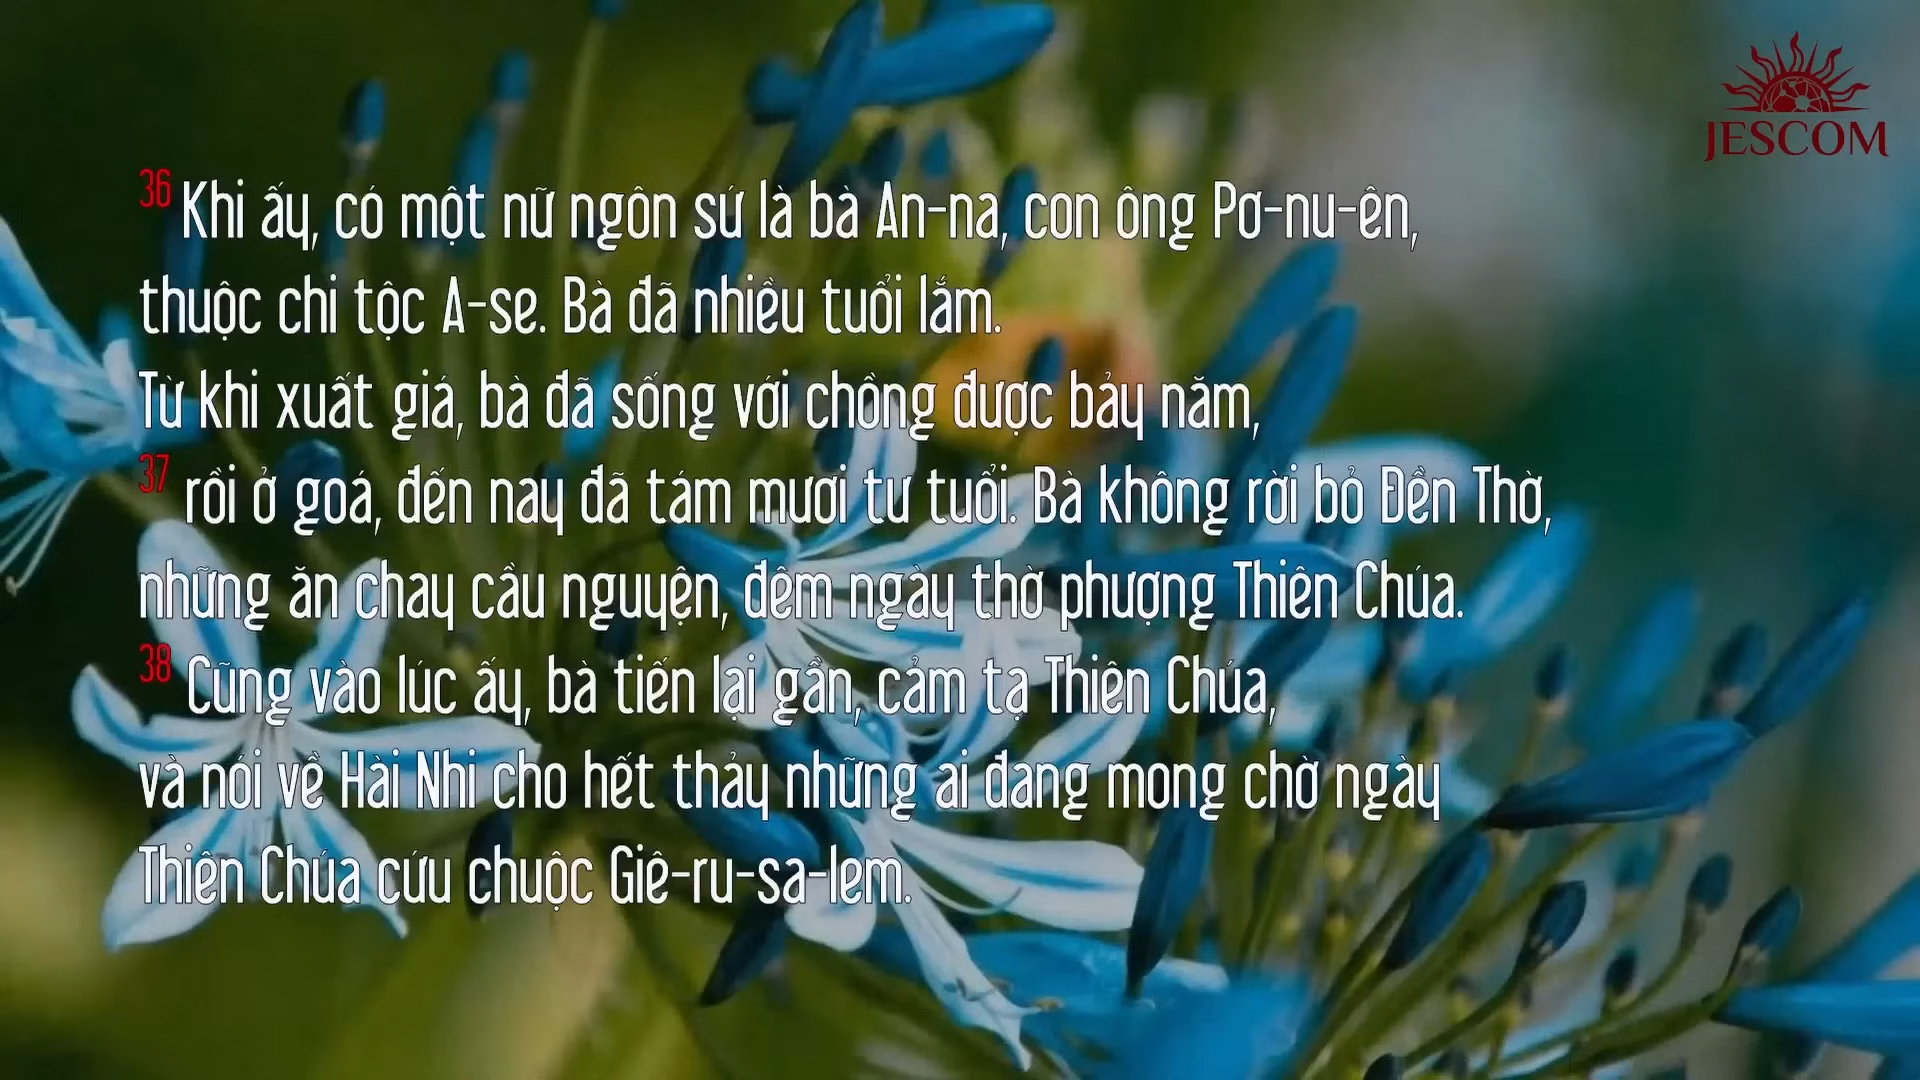 JESCOM
36 Khi ấy, có một nữ ngôn sứ là bà An-na, con ông Pơ-nu-ên,
thuộc chi tộc A-se. Bà đã nhiều tuổi lắm.
Từ khi xuất giá, bà đã sống với chồng được bảy năm,
37 rồi ở goá, đến nay đã tám mươi tư tuổi. Bà không rời bỏ Đền Thờ,
những ăn chay cầu nguyện, đêm ngày thờ phượng Thiên Chúa.
38 Cũng vào lúc ấy, bà tiến lại gần, cảm tạ Thiên Chúa,
và nói về Hài Nhi cho hết thảy những ai đang mong chờ ngày
Thiên Chúa cứu chuộc Giê-ru-sa-lem.